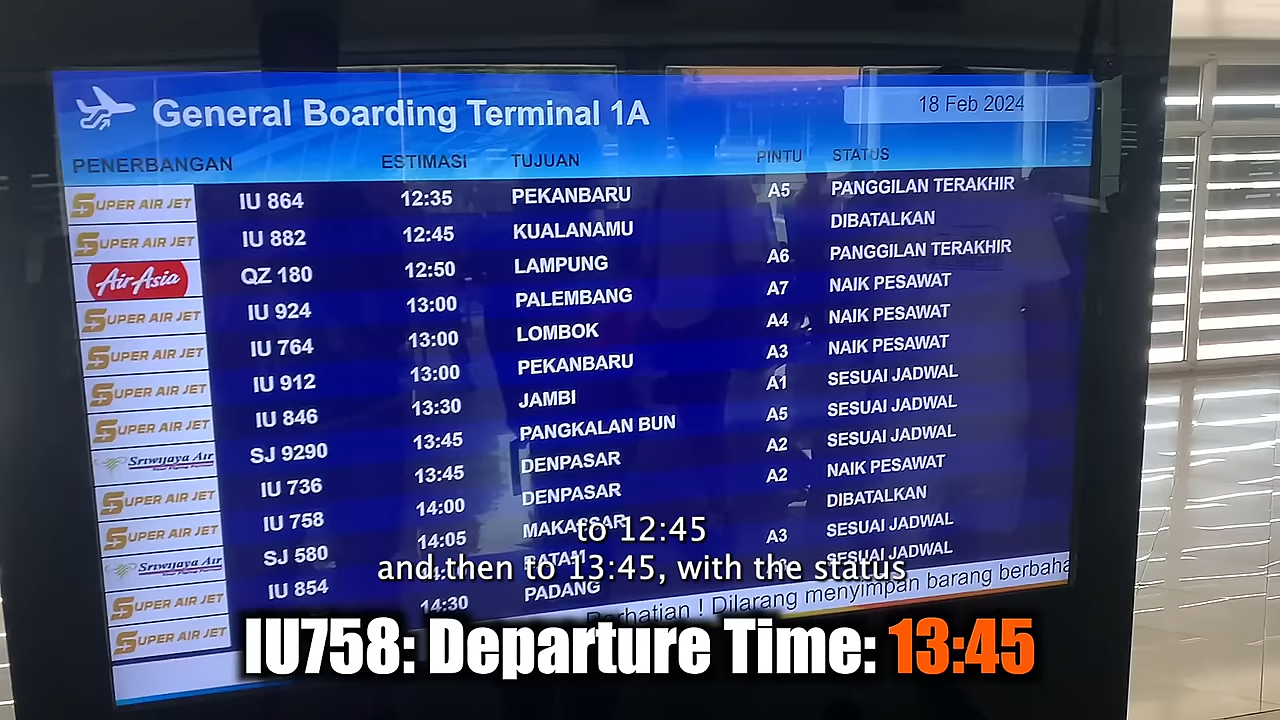 General Boarding Terminal 1A 18 Feb 2024
PENERBANGAN ESTIMASI TUJUAN PINTU STATUS
SUPER AIR JET IU 864 12:35 PEKANBARU A5 PANGGILAN TERAKHIR
SUPER AIR JET IU 882 12:45 KUALANAMU DIBATALKAN
AirAsia QZ 180 12:50 LAMPUNG A6 PANGGILAN TERAKHIR
SUPER AIR JET IU 924 13:00 PALEMBANG A7 NAIK PESAWAT
SUPER AIR JET IU 764 13:00 LOMBOK A4 NAIK PESAWAT
SUPER AIR JET IU 912 13:00 PEKANBARU A3 NAIK PESAWAT
SUPER AIR JET IU 846 13:30 JAMBI A1 SESUAI JADWAL
Sriwijaya Air SJ 9290 13:45 PANGKALAN BUN A5 SESUAI JADWAL
SUPER AIR JET IU 736 13:45 DENPASAR A2 SESUAI JADWAL
SUPER AIR JET IU 758 14:00 DENPASAR A2 NAIK PESAWAT
Sriwijaya Air SJ 580 14:05 MAKASSAR DIBATALKAN
SUPER AIR JET IU 854 BATAM A3 SESUAI JADWAL
SUPER AIR JET 14:30 PADANG SESUAI JADWAL
Perhatian ! Dilarang menyimpan barang berbaha
to 12:45
and then to 13:45, with the status
IU758: Departure Time: 13:45